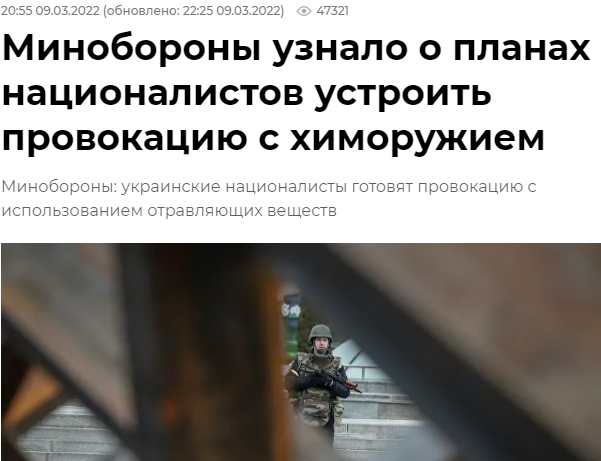 20:55 09.03.2022 (обновлено: 22:25 09.03.2022) 47321
Минобороны узнало о планах
националистов устроить
провокацию с химоружием
Минобороны: украинские националисты готовят провокацию с
использованием отравляющих веществ